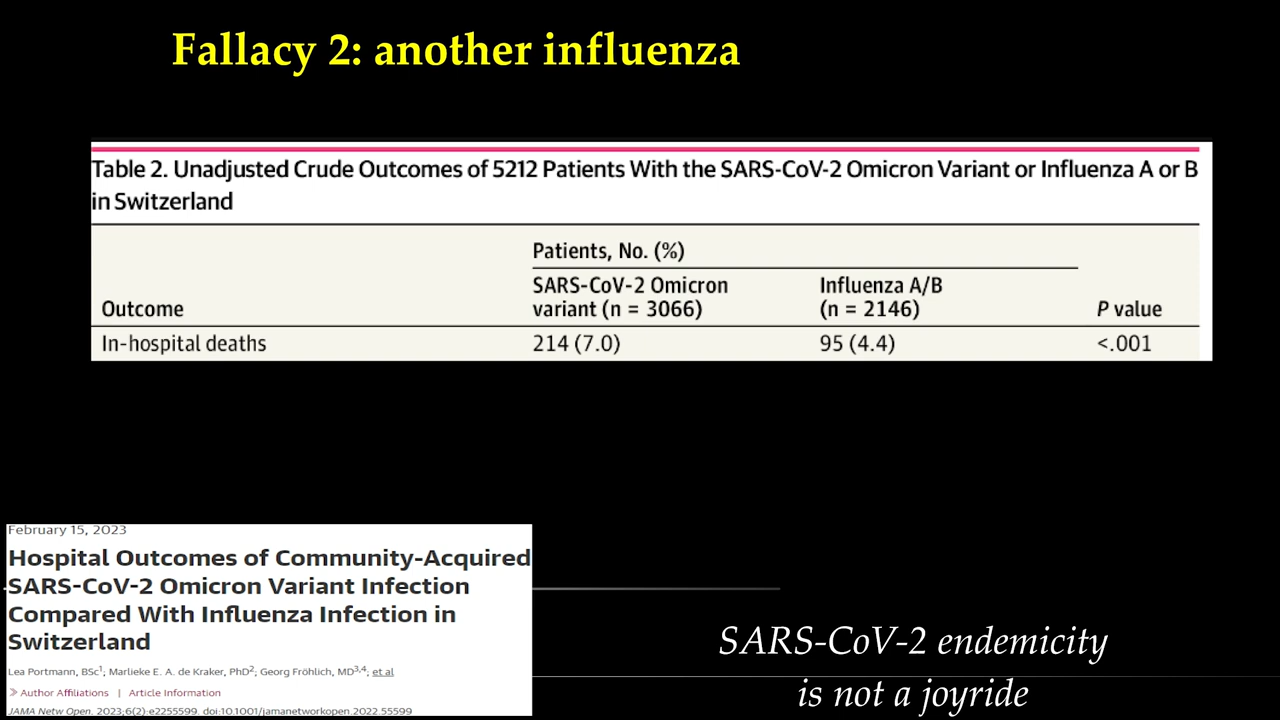 Fallacy 2: another influenza
Table 2. Unadjusted Crude Outcomes of 5212 Patients With the SARS-CoV-2 Omicron Variant or Influenza A or B
in Switzerland
Patients, No. (%)
SARS-CoV-2 Omicron
variant (n = 3066)
Influenza A/B
(n = 2146)
Outcome
P value
In-hospital deaths 214 (7.0) 95 (4.4) <.001
February 15, 2023
Hospital Outcomes of Community-Acquired
SARS-CoV-2 Omicron Variant Infection
Compared With Influenza Infection in
Switzerland
Lea Portmann, BSc1; Marlieke E. A. de Kraker, PhD2; Georg Fröhlich, MD3,4; et al
» Author Affiliations | Article Information
JAMA Netw Open. 2023;6(2):e2255599. doi:10.1001/jamanetworkopen.2022.55599
SARS-CoV-2 endemicity
is not a joyride